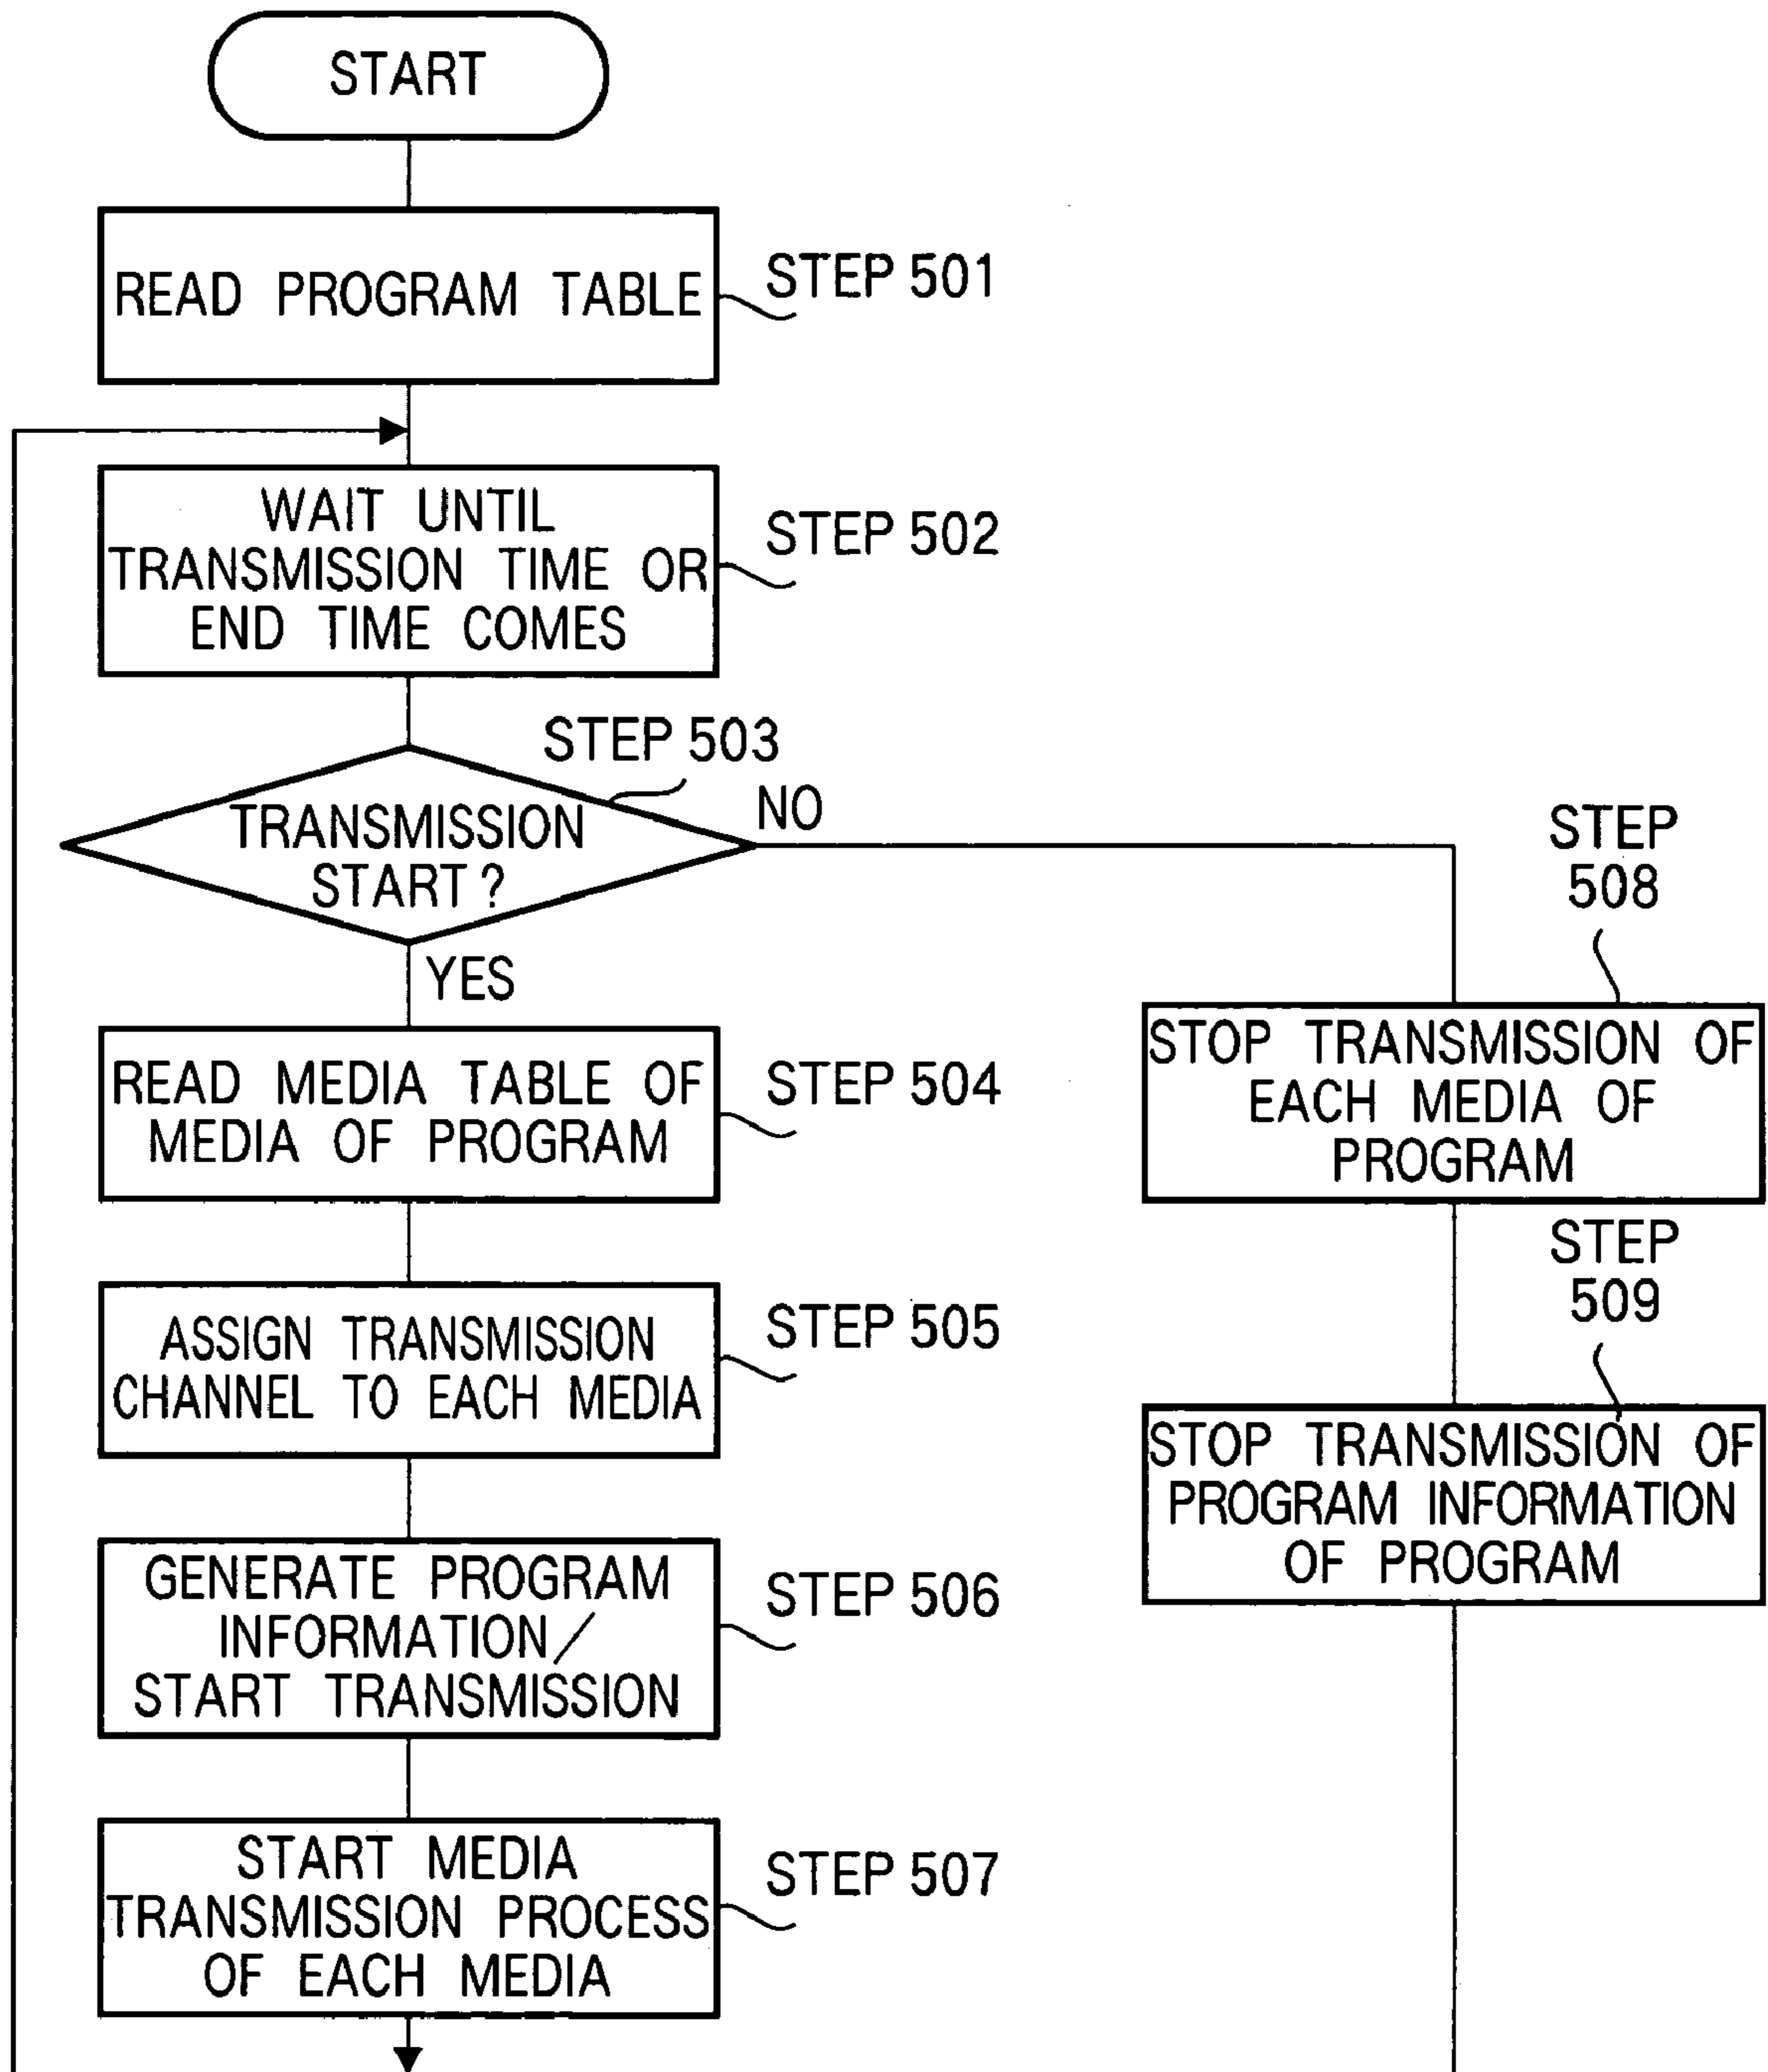 START
READ PROGRAM TABLE
STEP 501
WAIT UNTIL
TRANSMISSION TIME OR
END TIME COMES
STEP 502
STEP 503
TRANSMISSION
START?
NO
YES
READ MEDIA TABLE OF
MEDIA OF PROGRAM
STEP 504
ASSIGN TRANSMISSION
CHANNEL TO EACH MEDIA
STEP 505
GENERATE PROGRAM
INFORMATION/
START TRANSMISSION
STEP 506
START MEDIA
TRANSMISSION PROCESS
OF EACH MEDIA
STEP 507
STEP
508
STOP TRANSMISSION OF
EACH MEDIA OF
PROGRAM
STEP
509
STOP TRANSMISSION OF
PROGRAM INFORMATION
OF PROGRAM